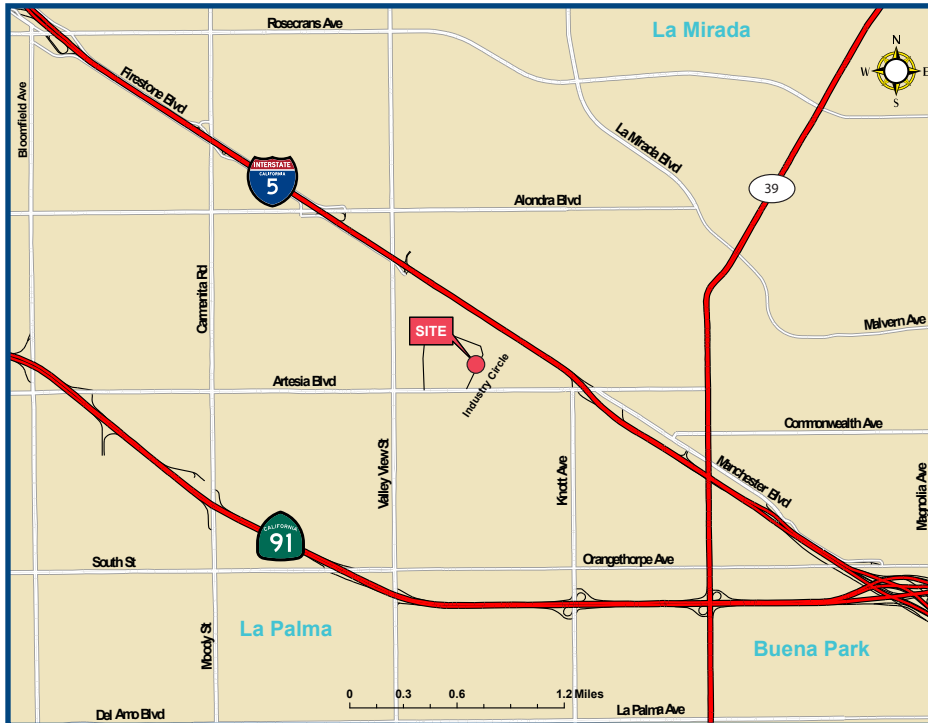 Rosecrans Ave
La Mirada
N
W
E
S
Firestone Blvd
Bloomfield Ave
La Mirada Blvd
INTERSTATE
CALIFORNIA
5
39
Alondra Blvd
Carmenita Rd
Malvern Ave
SITE
Industry Circle
Artesia Blvd
Commonwealth Ave
Valley View St
Knott Ave
Manchester Blvd
Magnolia Ave
CALIFORNIA
91
South St
Orangethorpe Ave
La Palma
Moody St
Buena Park
0 0.3 0.6 1.2 Miles
Del Amo Blvd
La Palma Ave